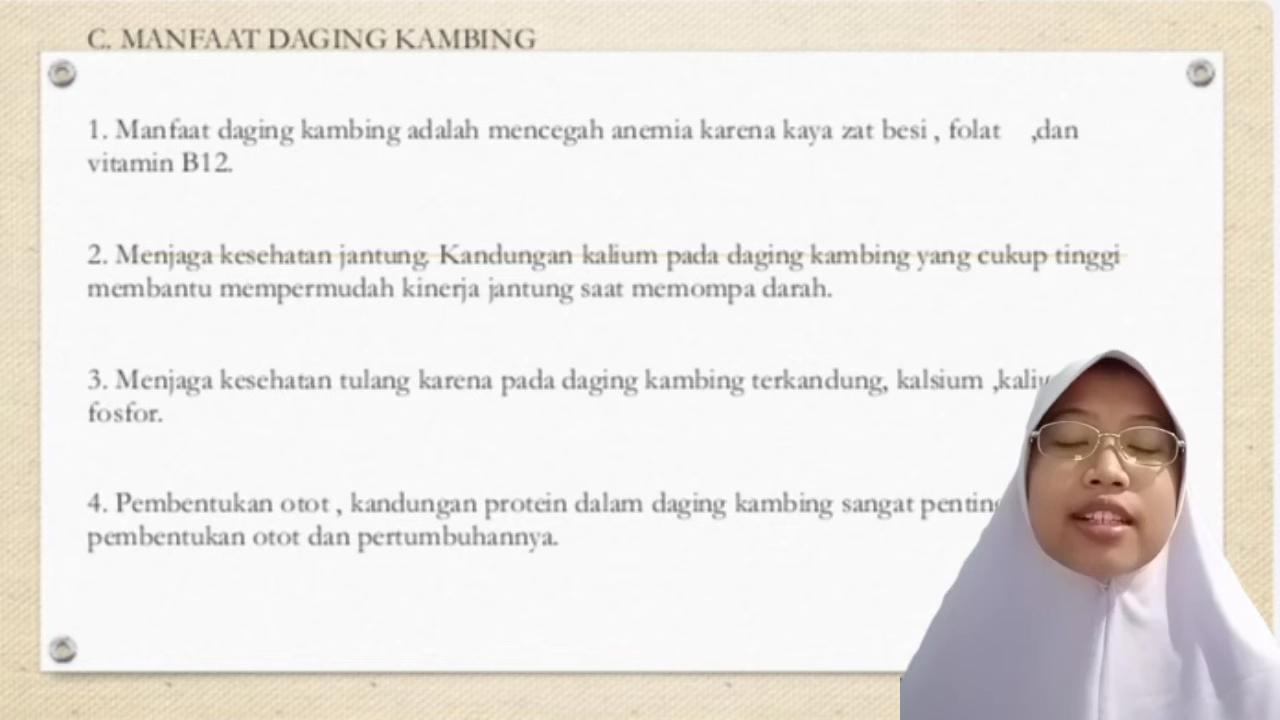 C. MANFAAT DAGING KAMBING
1. Manfaat daging kambing adalah mencegah anemia karena kaya zat besi , folat ,dan
vitamin B12.
2. Menjaga kesehatan jantung. Kandungan kalium pada daging kambing yang cukup tinggi
membantu mempermudah kinerja jantung saat memompa darah.
3. Menjaga kesehatan tulang karena pada daging kambing terkandung, kalsium
fosfor.
4. Pembentukan otot , kandungan protein dalam daging kambing sangat
pembentukan otot dan pertumbuhannya.